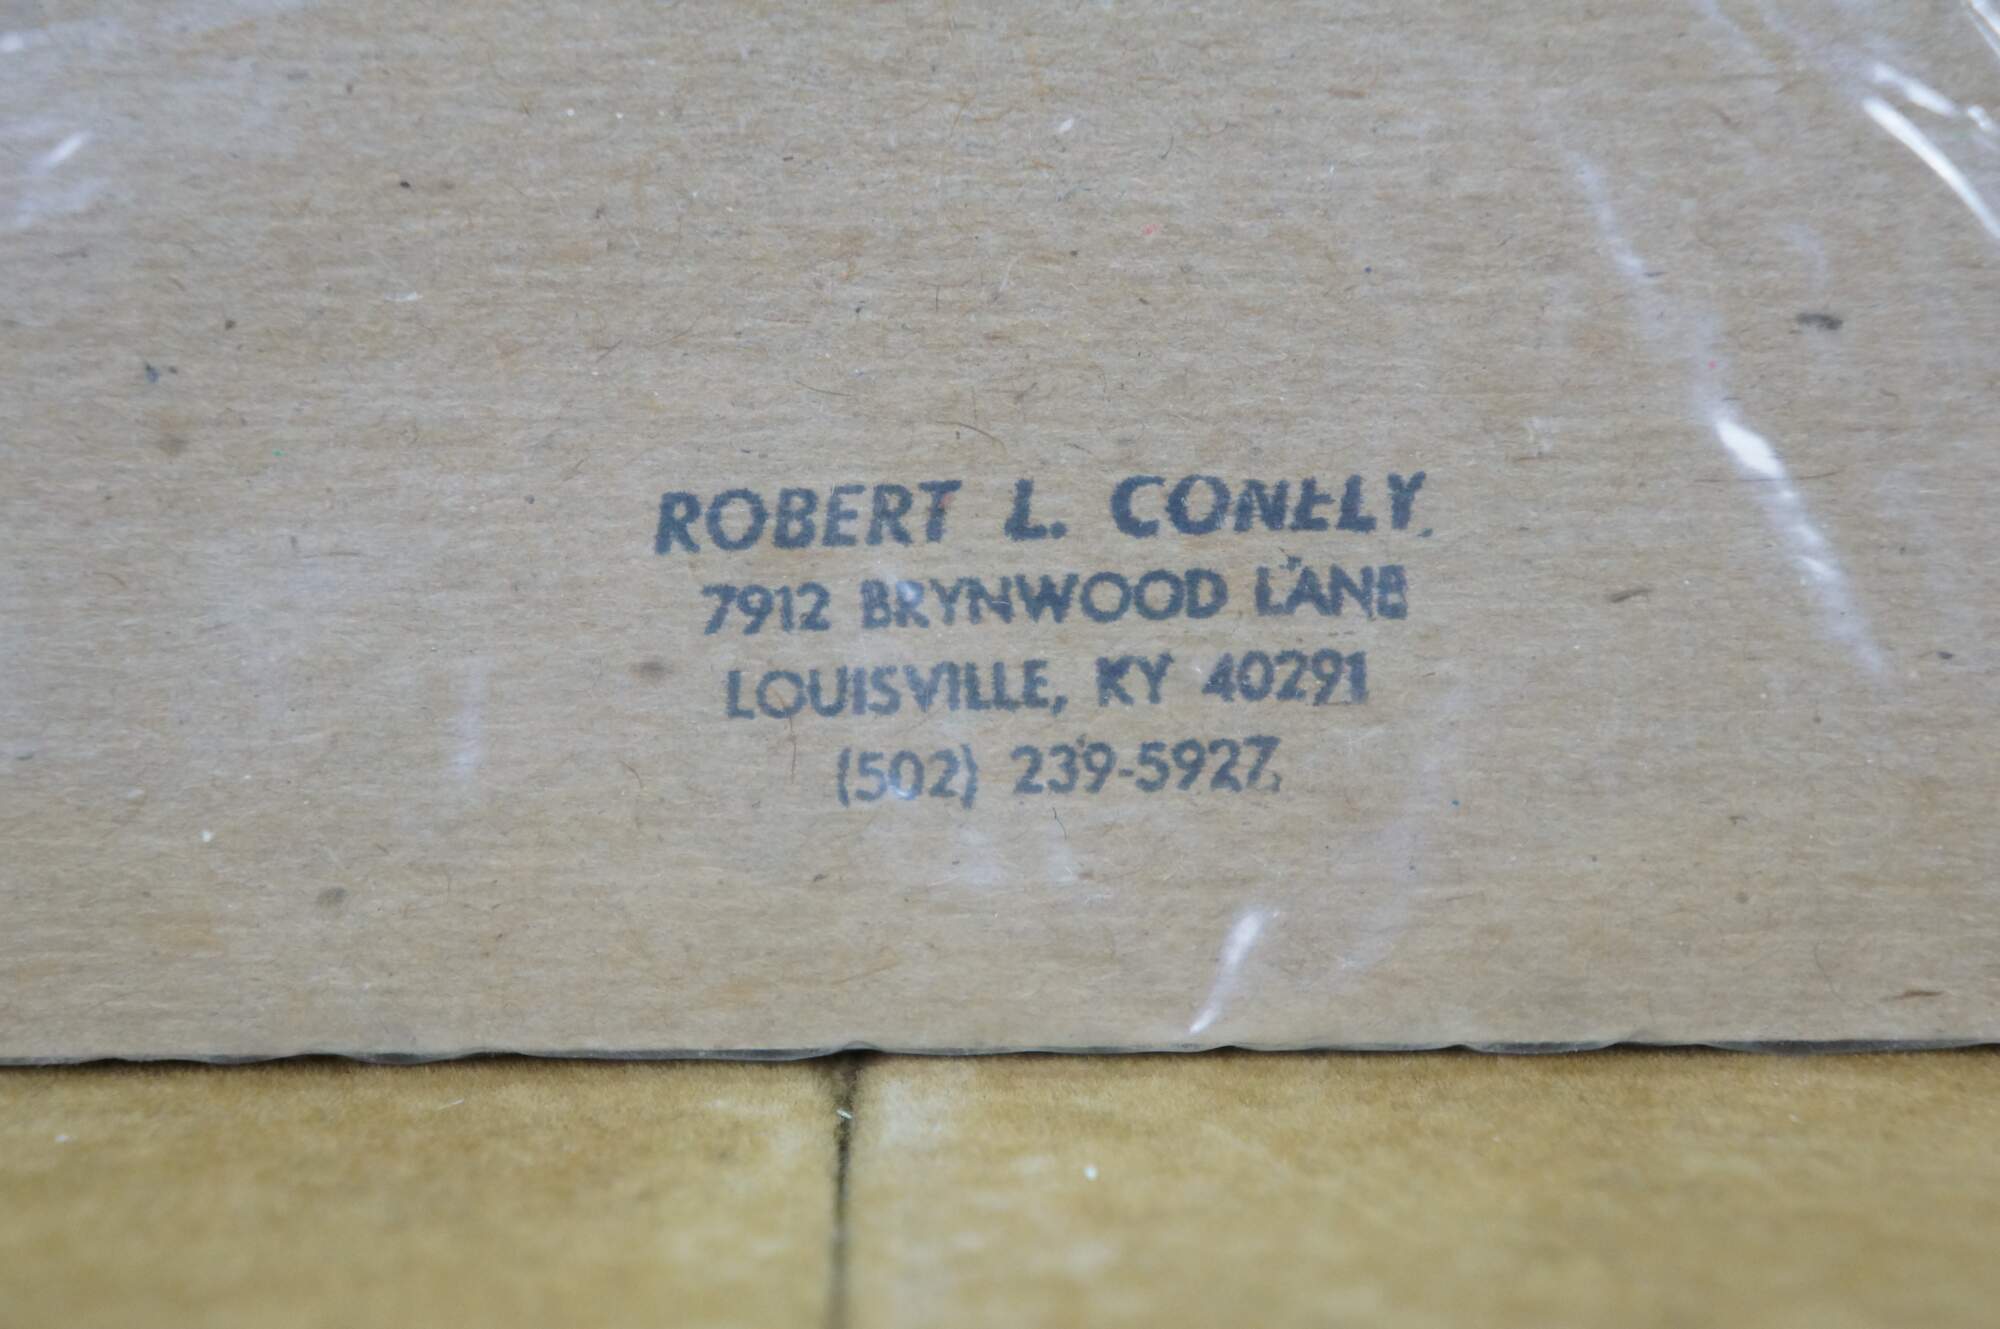 ROBERT L. CONELY
7912 BRYNWOOD LANE
LOUISVILLE, KY 40291
(502) 239-5927